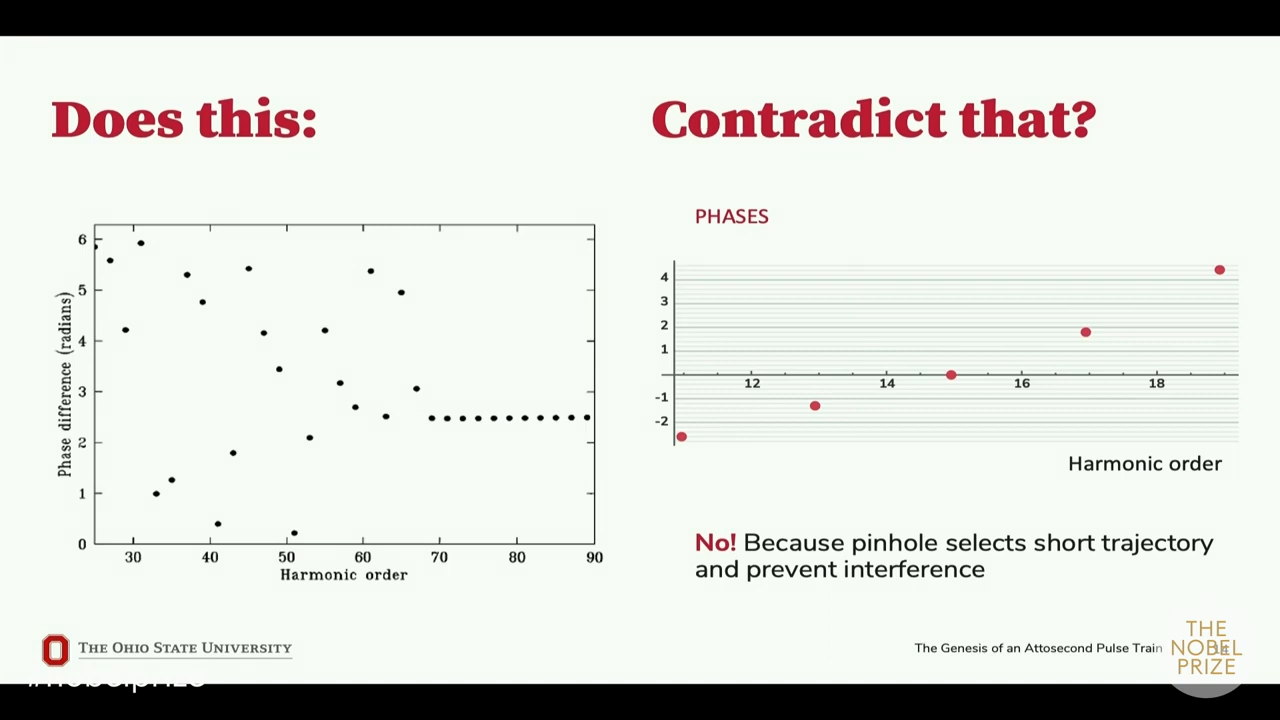 Does this:
Contradict that?
6
5
4
3
2
1
0
Phase difference (radians)
30 40 50 60 70 80 90
Harmonic order
PHASES
4
3
2
1
-1
-2
12 14 16 18
Harmonic order
No! Because pinhole selects short trajectory
and prevent interference
THE OHIO STATE UNIVERSITY
The Genesis of an Attosecond Pulse Train
THE
NOBEL
PRIZE
#nobelprize